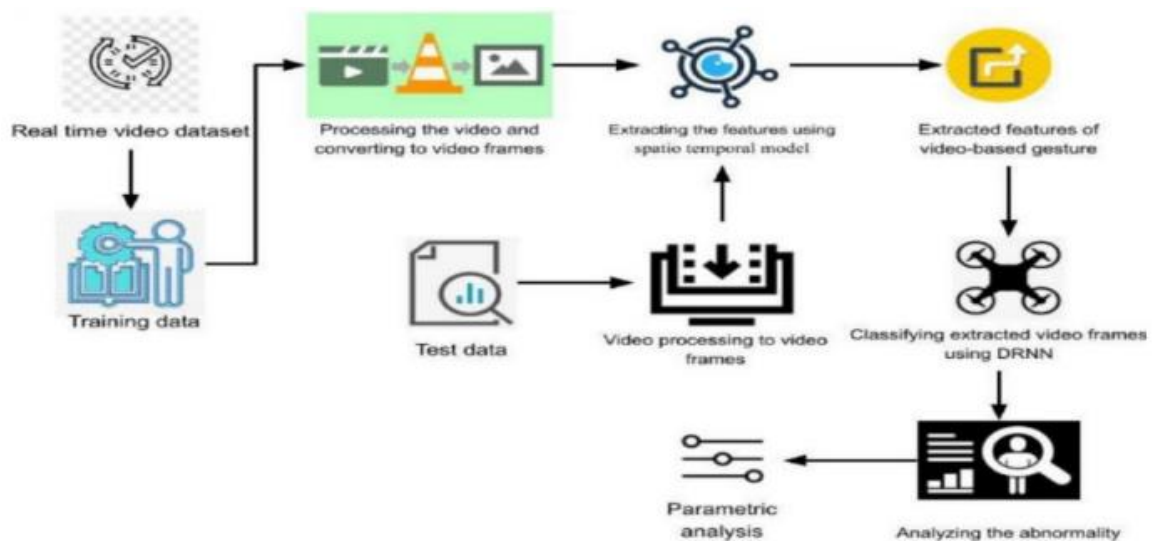 Real time video dataset
Processing the video and
converting to video frames
Extracting the features using
spatio temporal model
Extracted features of
video-based gesture
Training data
Test data
Video processing to video
frames
Classifying extracted video frames
using DRNN
Parametric
analysis
Analyzing the abnormality